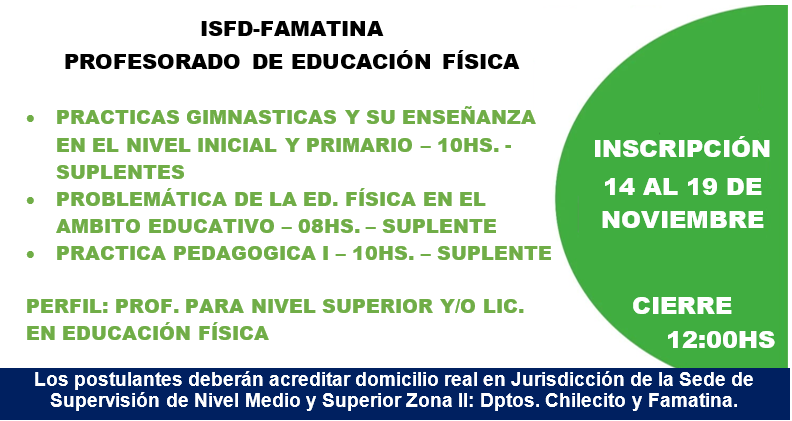 ISFD-FAMATINA
PROFESORADO DE EDUCACIÓN FÍSICA
• PRACTICAS GIMNASTICAS Y SU ENSEÑANZA
EN EL NIVEL INICIAL Y PRIMARIO – 10HS. -
SUPLENTES
• PROBLEMÁTICA DE LA ED. FÍSICA EN EL
AMBITO EDUCATIVO – 08HS. – SUPLENTE
• PRACTICA PEDAGOGICA I – 10HS. – SUPLENTE
PERFIL: PROF. PARA NIVEL SUPERIOR Y/O LIC.
EN EDUCACIÓN FÍSICA
INSCRIPCIÓN
14 AL 19 DE
NOVIEMBRE
CIERRE
12:00HS
Los postulantes deberán acreditar domicilio real en Jurisdicción de la Sede de
Supervisión de Nivel Medio y Superior Zona II: Dptos. Chilecito y Famatina.